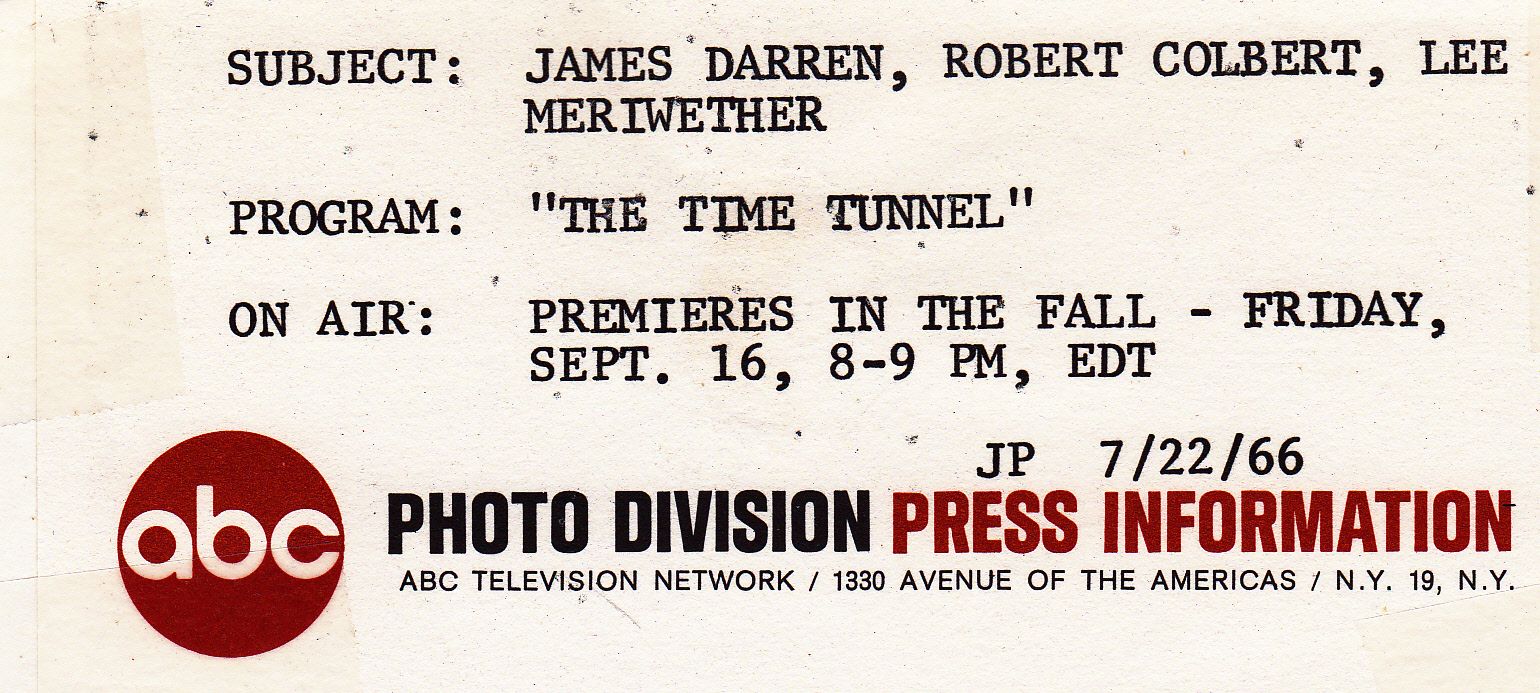 SUBJECT: JAMES DARREN, ROBERT COLBERT, LEE
MERIWETHER
PROGRAM: "THE TIME TUNNEL"
ON AIR: PREMIERES IN THE FALL - FRIDAY,
SEPT. 16, 8-9 PM, EDT
JP 7/22/66
abc
PHOTO DIVISION PRESS INFORMATION
ABC TELEVISION NETWORK / 1330 AVENUE OF THE AMERICAS / N.Y. 19, N.Y.